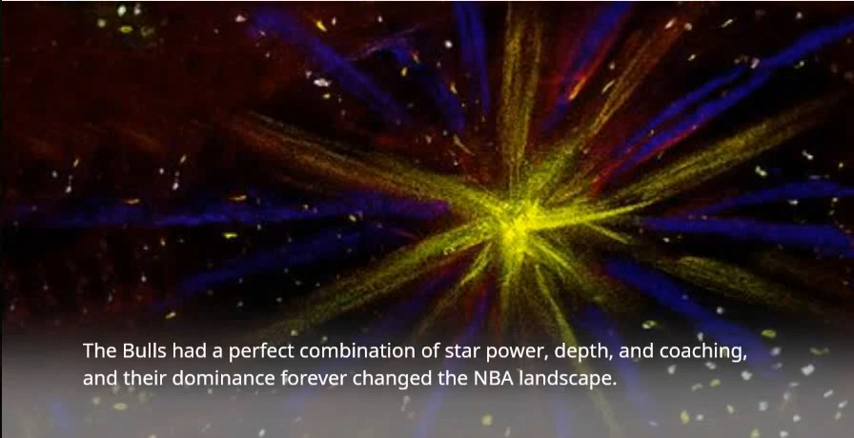 The Bulls had a perfect combination of star power, depth, and coaching,
and their dominance forever changed the NBA landscape.